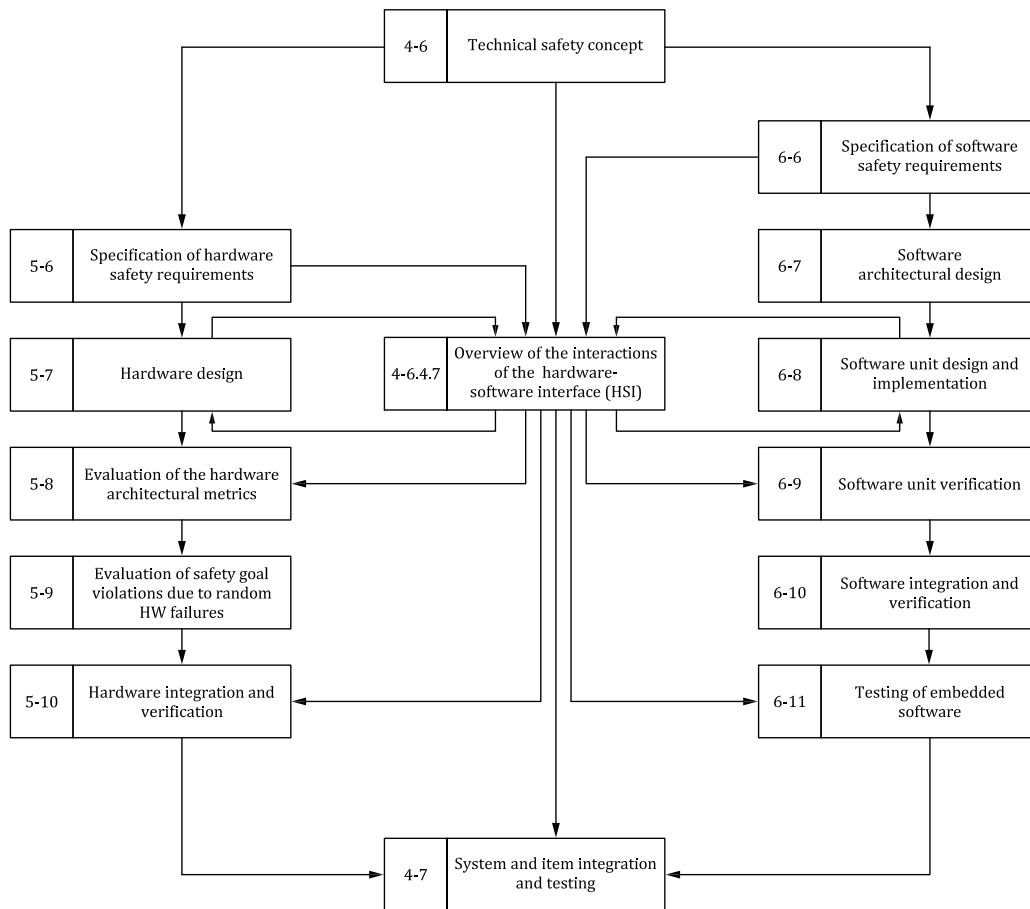 4-6
Technical safety concept
6-6
Specification of software
safety requirements
5-6
Specification of hardware
safety requirements
6-7
Software
architectural design
5-7
Hardware design
4-6.4.7
Overview of the interactions
of the hardware-
software interface (HSI)
6-8
Software unit design and
implementation
5-8
Evaluation of the hardware
architectural metrics
6-9
Software unit verification
5-9
Evaluation of safety goal
violations due to random
HW failures
6-10
Software integration and
verification
5-10
Hardware integration and
verification
6-11
Testing of embedded
software
4-7
System and item integration
and testing